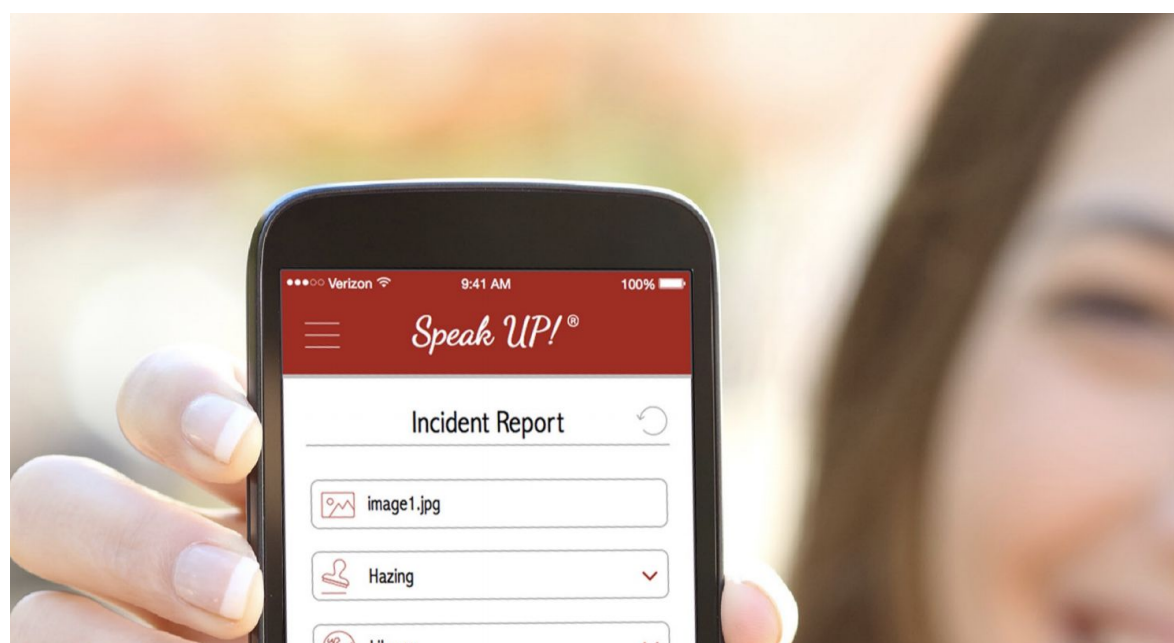 Verizon 9:41 AM 100%
Speak UP!®
Incident Report
image1.jpg
Hazing